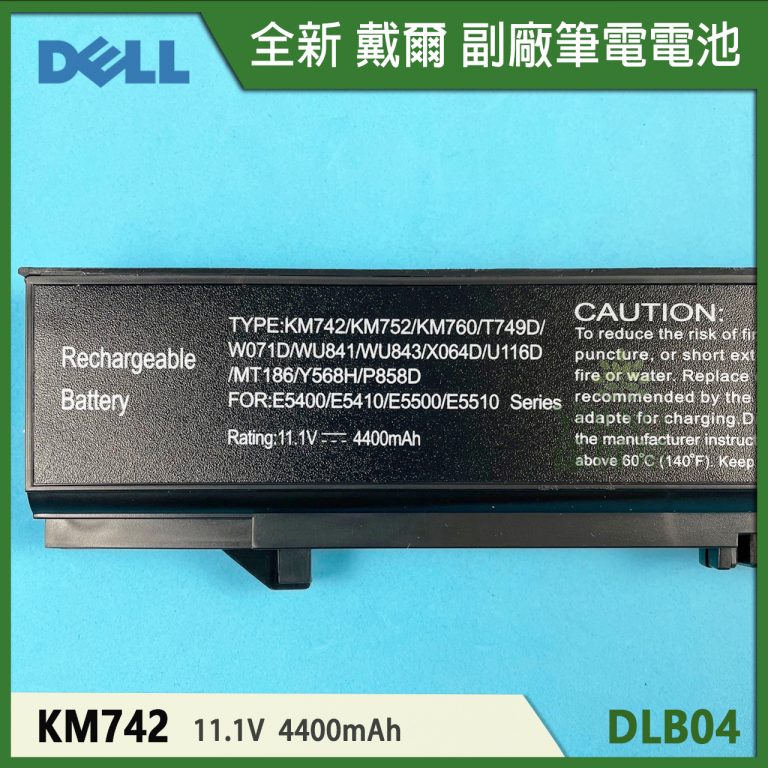 DELL
全新 戴爾 副廠筆電電池
Rechargeable
Battery
TYPE:KM742/KM752/KM760/T749D/
W071D/WU841/WU843/X064D/U116D
/MT186/Y568H/P858D
FOR:E5400/E5410/E5500/E5510 Series
Rating:11.1V 4400mAh
CAUTION:
To reduce the risk of
puncture, or short
fire or water. Replace
recommended by the
adapte for charging.D
the manufacturer
above 60°C (140°F). Keep
KM742 11.1V 4400mAh
DLB04